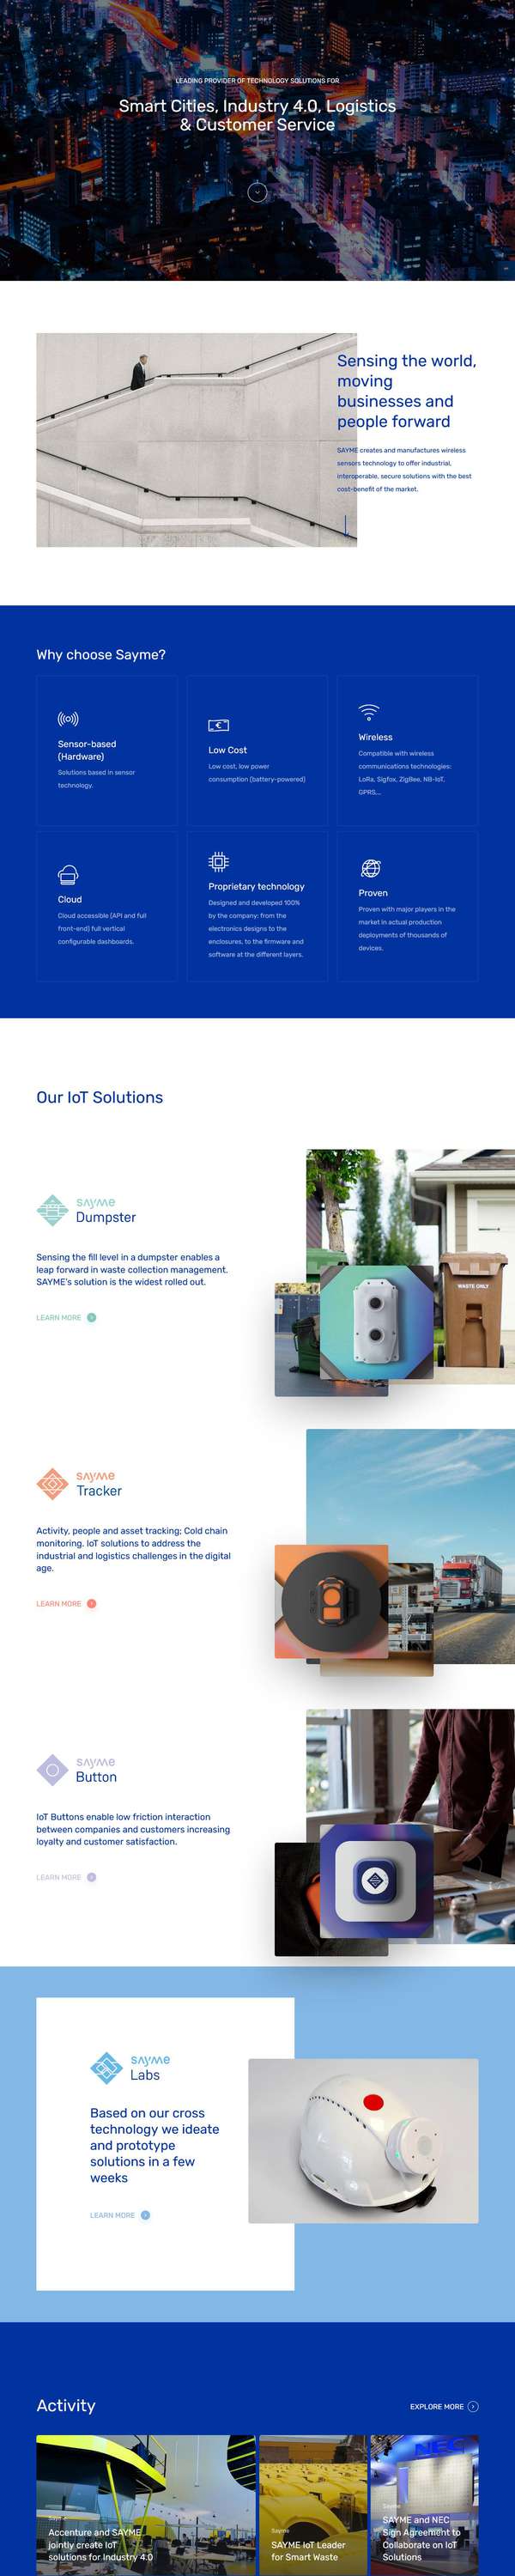 LEADING PROVIDER OF TECHNOLOGY SOLUTIONS FOR
Smart Cities, Industry 4.0, Logistics
& Customer Service
Sensing the world,
moving
businesses and
people forward
SAYME creates and manufactures wireless
sensors technology to offer industrial,
interoperable, secure solutions with the best
cost-benefit of the market.
Why choose Sayme?
Sensor-based
(Hardware)
Solutions based in sensor
technology.
Low Cost
Low cost, low power
consumption (battery-powered)
Wireless
Compatible with wireless
communications technologies:
LoRa, Sigfox, ZigBee, NB-IoT,
GPRS,...
Cloud
Cloud accessible (API and full
front-end) full vertical
configurable dashboards.
Proprietary technology
Designed and developed 100%
by the company: from the
electronics designs to the
enclosures, to the firmware and
software at the different layers.
Proven
Proven with major players in the
market in actual production
deployments of thousands of
devices.
Our IoT Solutions
sayme
Dumpster
Sensing the fill level in a dumpster enables a
leap forward in waste collection management.
SAYME's solution is the widest rolled out.
LEARN MORE
WASTE ONLY
sayme
Tracker
Activity, people and asset tracking; Cold chain
monitoring. IoT solutions to address the
industrial and logistics challenges in the digital
age.
LEARN MORE
sayme
Button
IoT Buttons enable low friction interaction
between companies and customers increasing
loyalty and customer satisfaction.
LEARN MORE
sayme
Labs
Based on our cross
technology we ideate
and prototype
solutions in a few
weeks
LEARN MORE
Activity
EXPLORE MORE
Sayme
Accenture and SAYME
jointly create IoT
solutions for Industry 4.0
Sayme
SAYME IoT Leader
for Smart Waste
NEC
Sayme
SAYME and NEC
Sign Agreement to
Collaborate on IoT
Solutions